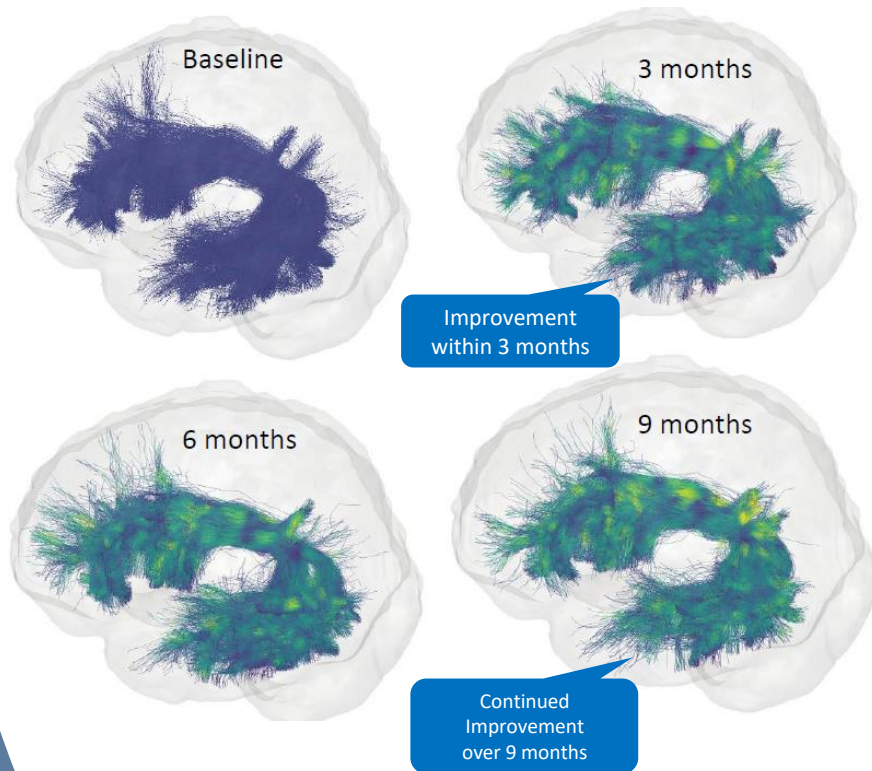 Baseline
3 months
Improvement
within 3 months
6 months
9 months
Continued
Improvement
over 9 months